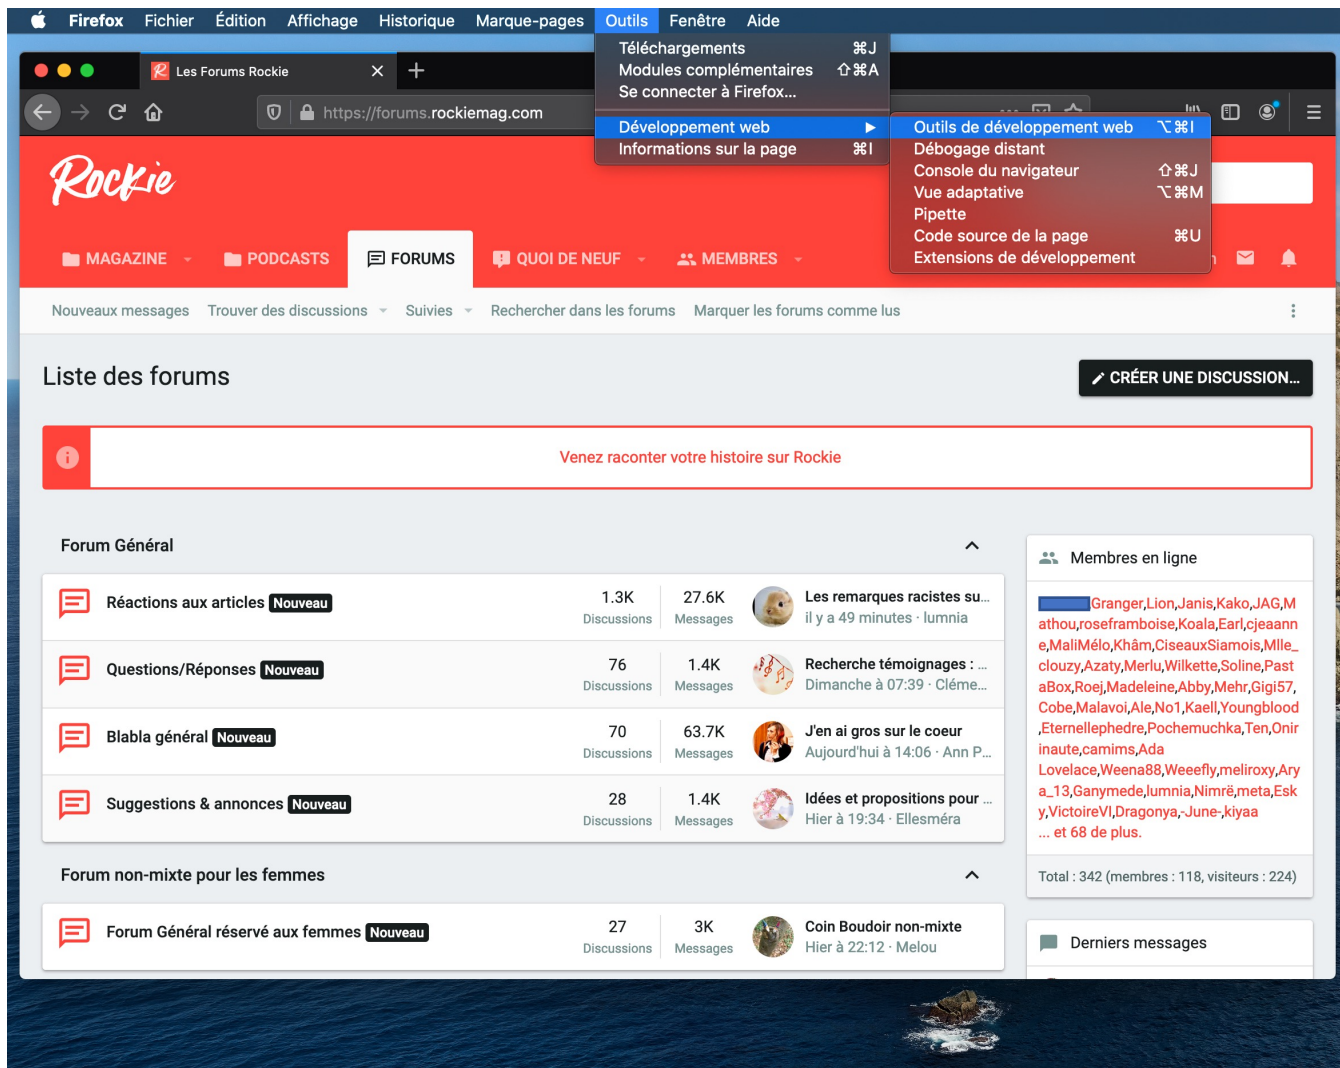 Firefox Fichier Édition Affichage Historique Marque-pages Outils Fenêtre Aide
Téléchargements ⌘J
Modules complémentaires ⇧⌘A
Se connecter à Firefox...
Développement web ▶
Informations sur la page ⌘I
Outils de développement web ⌥⌘I
Débogage distant
Console du navigateur ⇧⌘J
Vue adaptative ⌥⌘M
Pipette
Code source de la page ⌘U
Extensions de développement
Les Forums Rockie
https://forums.rockiemag.com
Rockie
MAGAZINE PODCASTS FORUMS QUOI DE NEUF MEMBRES
Nouveaux messages Trouver des discussions Suivies Rechercher dans les forums Marquer les forums comme lus
Liste des forums
CRÉER UNE DISCUSSION...
Venez raconter votre histoire sur Rockie
Forum Général
Réactions aux articles Nouveau
1.3K 27.6K
Discussions Messages
Les remarques racistes su...
il y a 49 minutes · lumnia
Questions/Réponses Nouveau
76 1.4K
Discussions Messages
Recherche témoignages : ...
Dimanche à 07:39 · Cléme...
Blabla général Nouveau
70 63.7K
Discussions Messages
J'en ai gros sur le coeur
Aujourd'hui à 14:06 · Ann P...
Suggestions & annonces Nouveau
28 1.4K
Discussions Messages
Idées et propositions pour ...
Hier à 19:34 · Ellesméra
Forum non-mixte pour les femmes
Forum Général réservé aux femmes Nouveau
27 3K
Discussions Messages
Coin Boudoir non-mixte
Hier à 22:12 · Melou
Membres en ligne
Granger,Lion,Janis,Kako,JAG,M
athou,roseframboise,Koala,Earl,cjeaann
e,MaliMélo,Khâm,CiseauxSiamois,Mlle_
clouzy,Azaty,Merlu,Wilkette,Soline,Past
aBox,Roej,Madeleine,Abby,Mehr,Gigi57,
Cobe,Malavoi,Ale,No1,Kaell,Youngblood
,Eternellephedre,Pochemuchka,Ten,Onir
inaute,camims,Ada
Lovelace,Weena88,Weeefly,meliroxy,Ary
a_13,Ganymede,lumnia,Nimrë,meta,Esk
y,VictoireVI,Dragonya,-June-,kiyaa
... et 68 de plus.
Total : 342 (membres : 118, visiteurs : 224)
Derniers messages